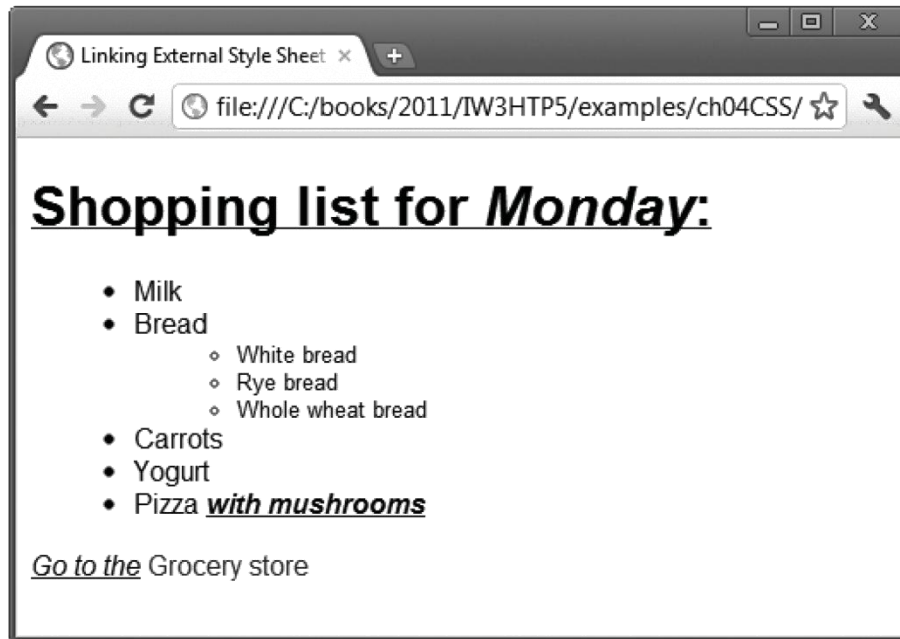 Linking External Style Sheet
file:///C:/books/2011/IW3HTP5/examples/ch04CSS/
Shopping list for Monday:
Milk
Bread
White bread
Rye bread
Whole wheat bread
Carrots
Yogurt
Pizza with mushrooms
Go to the Grocery store